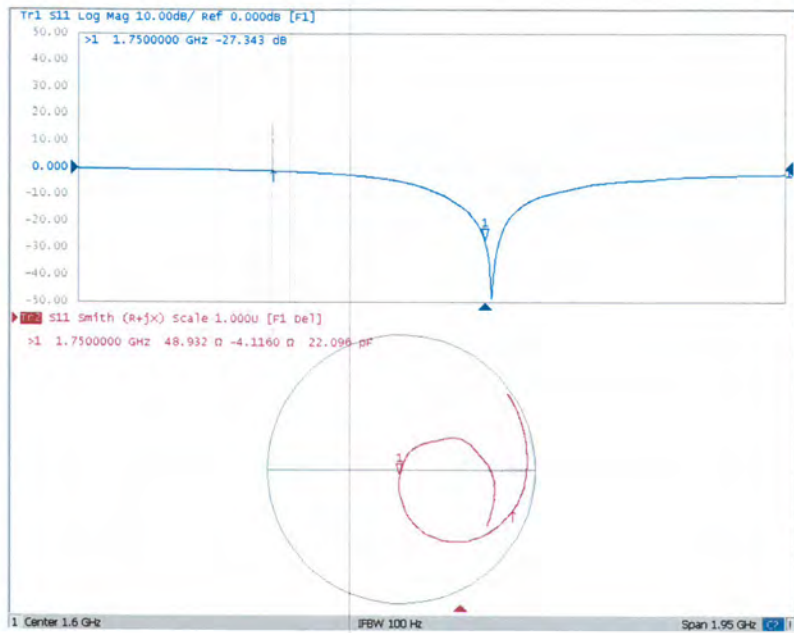 Tr1 S11 Log Mag 10.00dB/ Ref 0.000dB [F1]
>1 1.7500000 GHz -27.343 dB
50.00
40.00
30.00
20.00
10.00
0.000
-10.00
-20.00
-30.00
-40.00
-50.00
1
Tr2 S11 Smith (R+jX) Scale 1.000U [F1 Del]
>1 1.7500000 GHz 48.932 Ω -4.1160 Ω 22.096 pF
1
1 Center 1.6 GHz IFBW 100 Hz Span 1.95 GHz C2